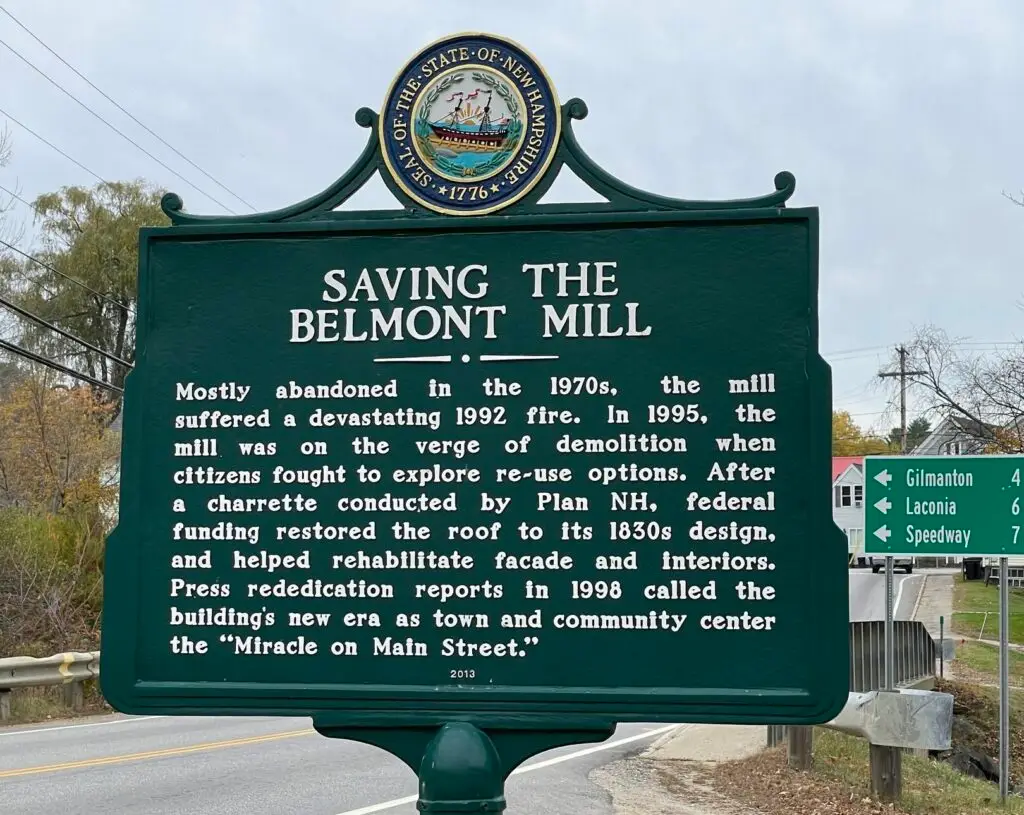 SEAL·OF·THE·STATE·OF·NEW HAMPSHIRE·
★1776★
SAVING THE
BELMONT MILL
Mostly abandoned in the 1970s, the mill
suffered a devastating 1992 fire. In 1995, the
mill was on the verge of demolition when
citizens fought to explore re-use options. After
a charrette conducted by Plan NH, federal
funding restored the roof to its 1830s design,
and helped rehabilitate facade and interiors.
Press rededication reports in 1998 called the
building's new era as town and community center
the “Miracle on Main Street.”
2013
← Gilmanton 4
← Laconia 6
← Speedway 7